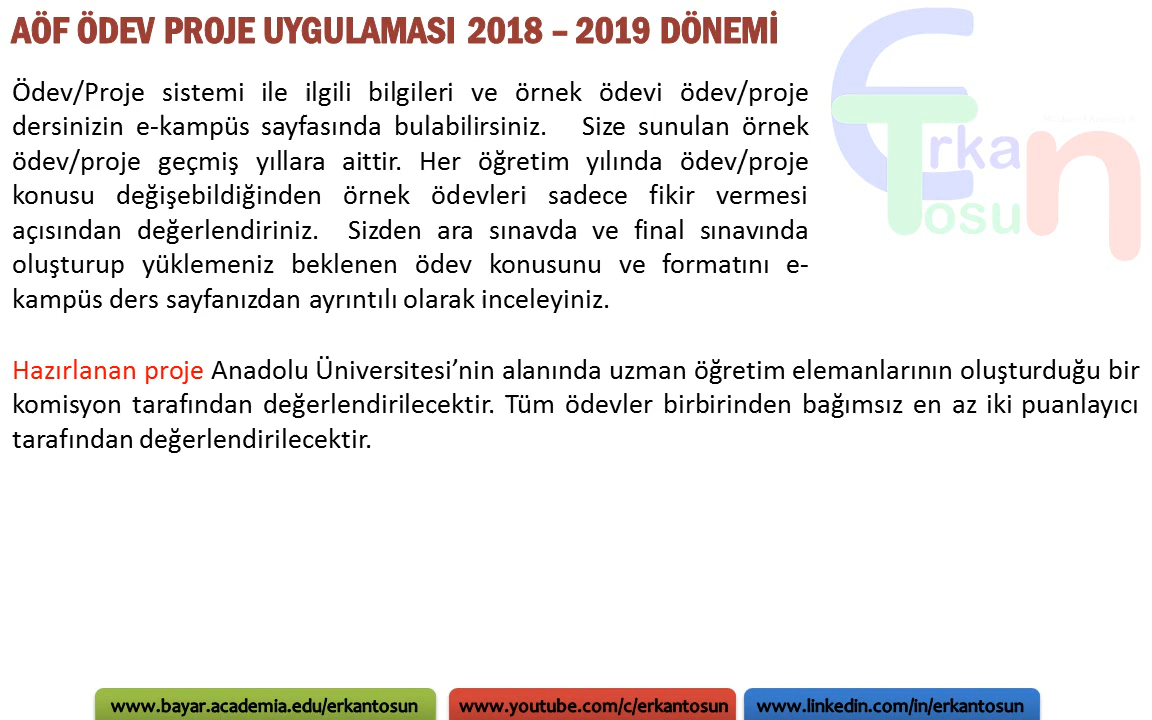 AÖF ÖDEV PROJE UYGULAMASI 2018 – 2019 DÖNEMİ
Ödev/Proje sistemi ile ilgili bilgileri ve örnek ödevi ödev/proje
dersinizin e-kampüs sayfasında bulabilirsiniz. Size sunulan örnek
ödev/proje geçmiş yıllara aittir. Her öğretim yılında ödev/proje
konusu değişebildiğinden örnek ödevleri sadece fikir vermesi
açısından değerlendiriniz. Sizden ara sınavda ve final sınavında
oluşturup yüklemeniz beklenen ödev konusunu ve formatını e-
kampüs ders sayfanızdan ayrıntılı olarak inceleyiniz.
Erkan
Tosun
Hazırlanan proje Anadolu Üniversitesi’nin alanında uzman öğretim elemanlarının oluşturduğu bir
komisyon tarafından değerlendirilecektir. Tüm ödevler birbirinden bağımsız en az iki puanlayıcı
tarafından değerlendirilecektir.
www.bayar.academia.edu/erkantosun
www.youtube.com/c/erkantosun
www.linkedin.com/in/erkantosun